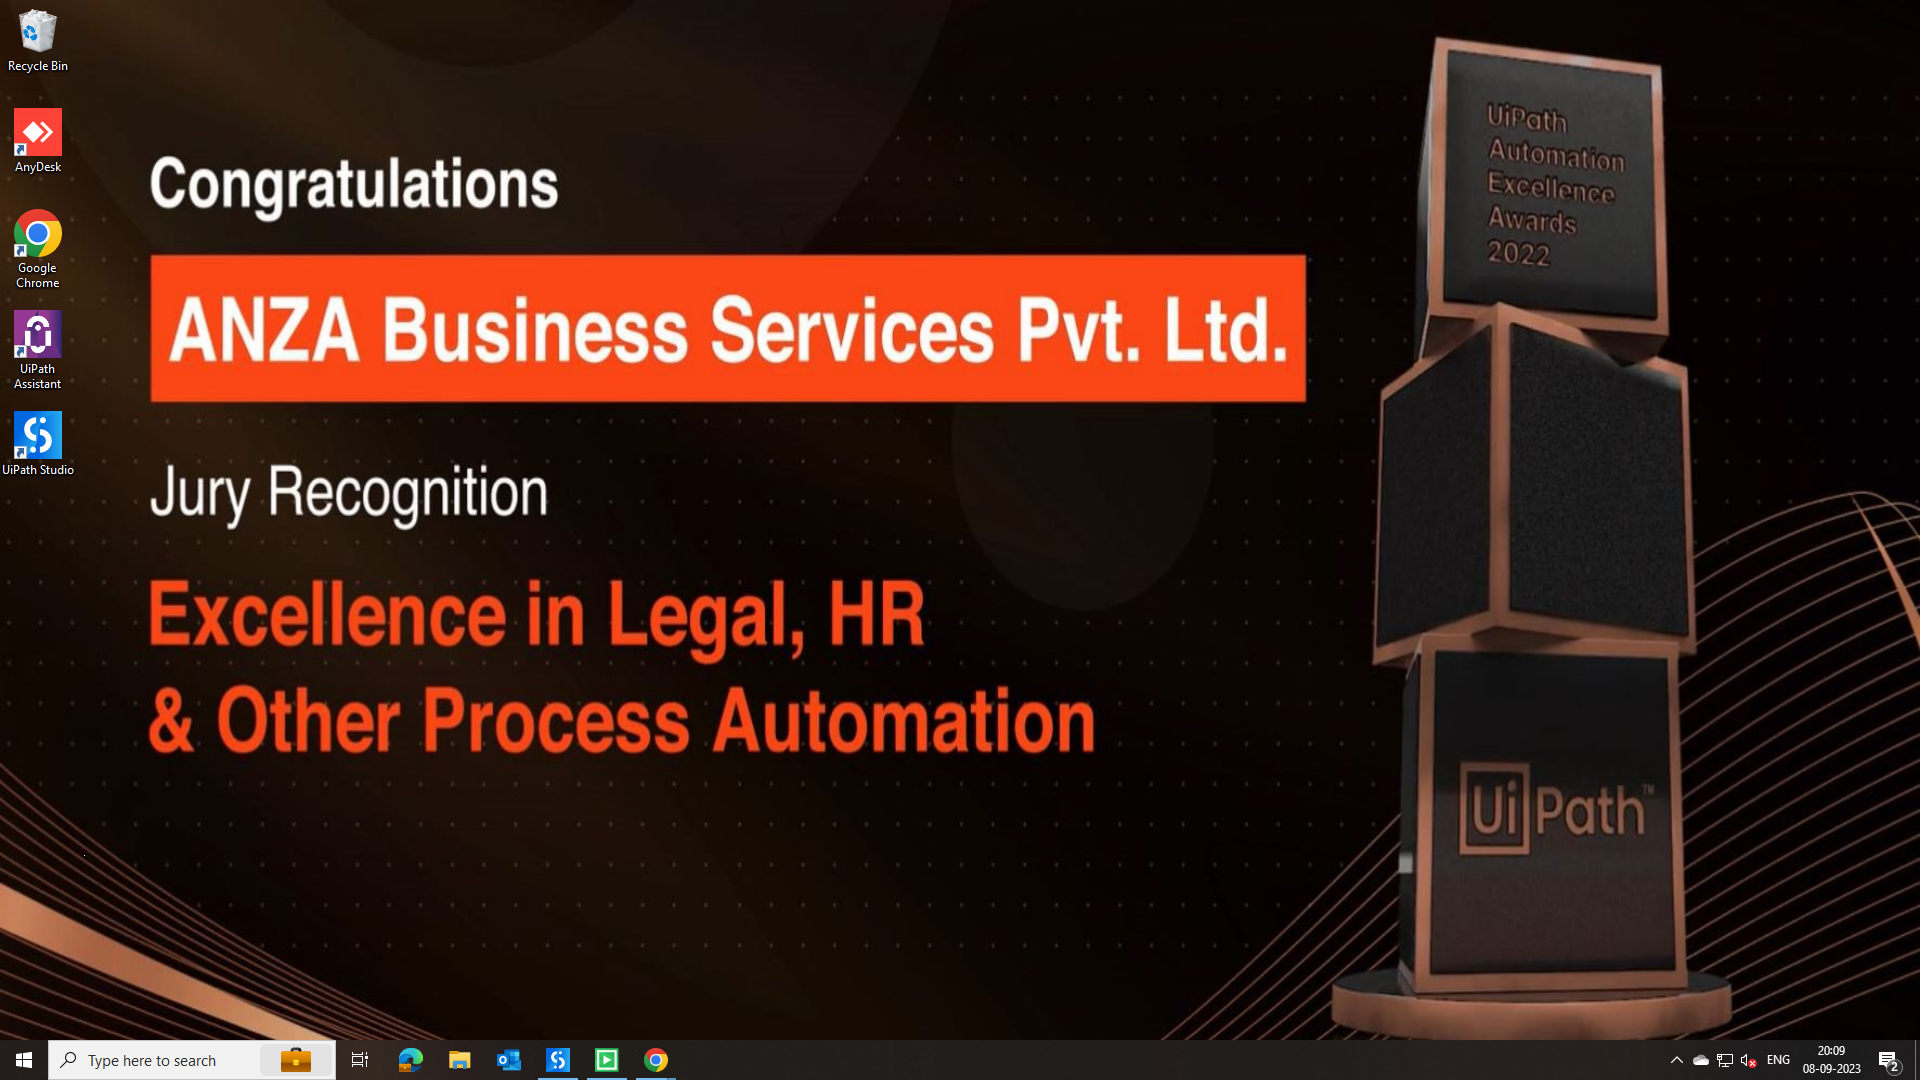 Recycle Bin
AnyDesk
Google
Chrome
UiPath
Assistant
UiPath Studio
Congratulations
ANZA Business Services Pvt. Ltd.
Jury Recognition
Excellence in Legal, HR
& Other Process Automation
UiPath
Automation
Excellence
Awards
2022
UiPath™
Type here to search
ENG
20:09
08-09-2023
2